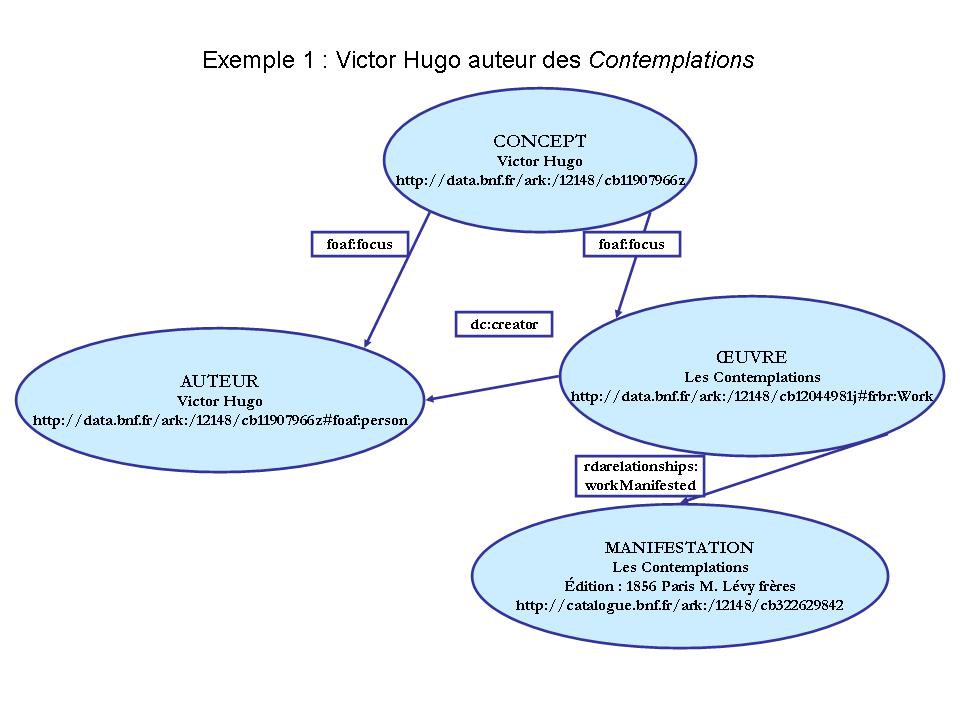 Exemple 1 : Victor Hugo auteur des Contemplations
CONCEPT
Victor Hugo
http://data.bnf.fr/ark:/12148/cb11907966z
foaf:focus
foaf:focus
dc:creator
AUTEUR
Victor Hugo
http://data.bnf.fr/ark:/12148/cb11907966z#foaf:person
ŒUVRE
Les Contemplations
http://data.bnf.fr/ark:/12148/cb12044981j#frbr:Work
rdarelationships:
workManifested
MANIFESTATION
Les Contemplations
Édition : 1856 Paris M. Lévy frères
http://catalogue.bnf.fr/ark:/12148/cb322629842